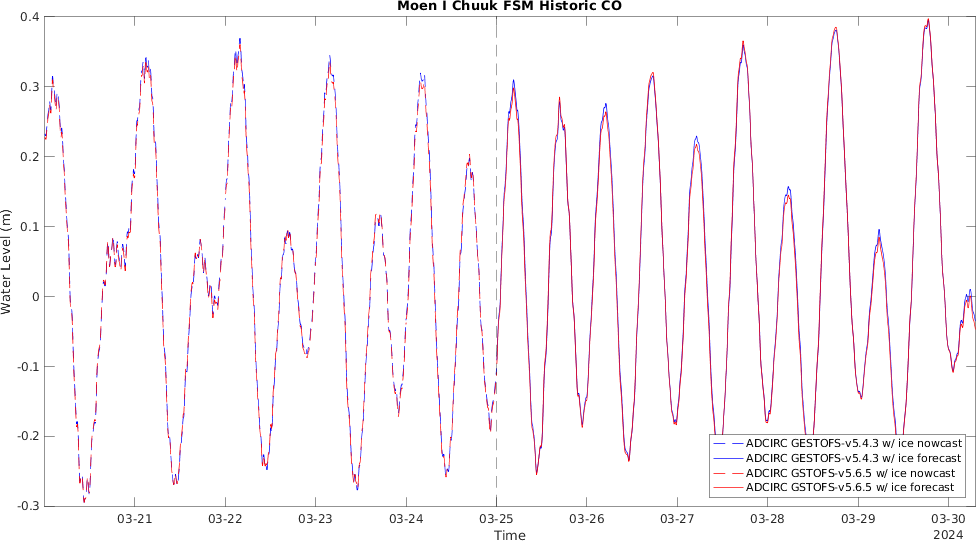 Moen I Chuuk FSM Historic CO
0.4
0.3
0.2
0.1
0
-0.1
-0.2
-0.3
Water Level (m)
ADCIRC GESTOFS-v5.4.3 w/ ice nowcast
ADCIRC GESTOFS-v5.4.3 w/ ice forecast
ADCIRC GSTOFS-v5.6.5 w/ ice nowcast
ADCIRC GSTOFS-v5.6.5 w/ ice forecast
03-21 03-22 03-23 03-24 03-25 03-26 03-27 03-28 03-29 03-30
Time 2024